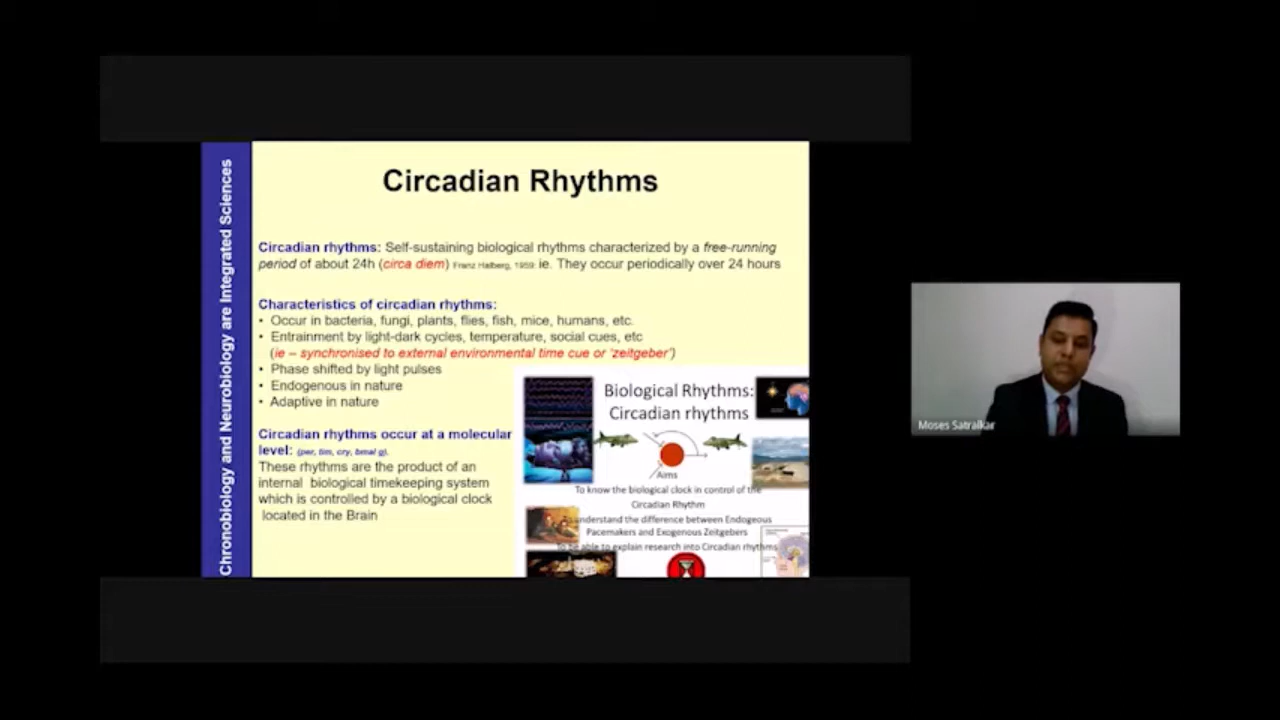 Chronobiology and Neurobiology are Integrated Sciences
Circadian Rhythms
Circadian rhythms: Self-sustaining biological rhythms characterized by a free-running
period of about 24h (circa diem) Franz Halberg, 1959: ie. They occur periodically over 24 hours
Characteristics of circadian rhythms:
• Occur in bacteria, fungi, plants, flies, fish, mice, humans, etc.
• Entrainment by light-dark cycles, temperature, social cues, etc
(ie – synchronised to external environmental time cue or 'zeitgeber')
• Phase shifted by light pulses
• Endogenous in nature
• Adaptive in nature
Circadian rhythms occur at a molecular
level: (per, tim, cry, bmal g).
These rhythms are the product of an
internal biological timekeeping system
which is controlled by a biological clock
located in the Brain
Biological Rhythms:
Circadian rhythms
Aims
To know the biological clock in control of the
Circadian Rhythm
understand the difference between Endogeous
Pacemakers and Exogenous Zeitgebers
To be able to explain research into Circadian rhythms
Moses Satralkar